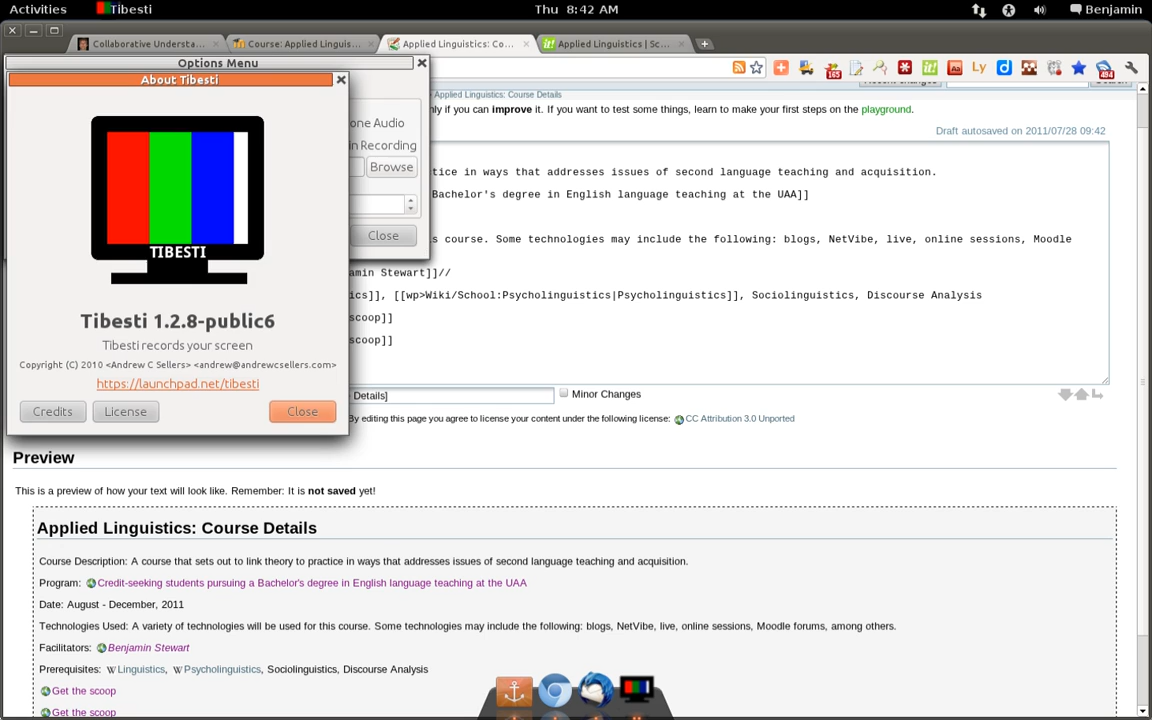 Activities Tibesti Thu 8:42 AM Benjamin
Collaborative Understa... Course: Applied Linguis... Applied Linguistics: Co... it! Applied Linguistics | Sc...
Options Menu
About Tibesti
165 Aa Ly d 494
Applied Linguistics: Course Details
nly if you can improve it. If you want to test some things, learn to make your first steps on the playground.
one Audio
Draft autosaved on 2011/07/28 09:42
in Recording
Browse
tice in ways that addresses issues of second language teaching and acquisition.
Bachelor's degree in English language teaching at the UAA]]
Close
s course. Some technologies may include the following: blogs, NetVibe, live, online sessions, Moodle
amin Stewart]]//
ics]], [[wp>Wiki/School:Psycholinguistics|Psycholinguistics]], Sociolinguistics, Discourse Analysis
scoop]]
scoop]]
TIBESTI
Tibesti 1.2.8-public6
Tibesti records your screen
Copyright (C) 2010 <Andrew C Sellers> <andrew@andrewcsellers.com>
https://launchpad.net/tibesti
Credits License Close
Details] Minor Changes
By editing this page you agree to license your content under the following license: CC Attribution 3.0 Unported
Preview
This is a preview of how your text will look like. Remember: It is not saved yet!
Applied Linguistics: Course Details
Course Description: A course that sets out to link theory to practice in ways that addresses issues of second language teaching and acquisition.
Program: Credit-seeking students pursuing a Bachelor's degree in English language teaching at the UAA
Date: August - December, 2011
Technologies Used: A variety of technologies will be used for this course. Some technologies may include the following: blogs, NetVibe, live, online sessions, Moodle forums, among others.
Facilitators: Benjamin Stewart
Prerequisites: W Linguistics, W Psycholinguistics, Sociolinguistics, Discourse Analysis
Get the scoop
Get the scoop